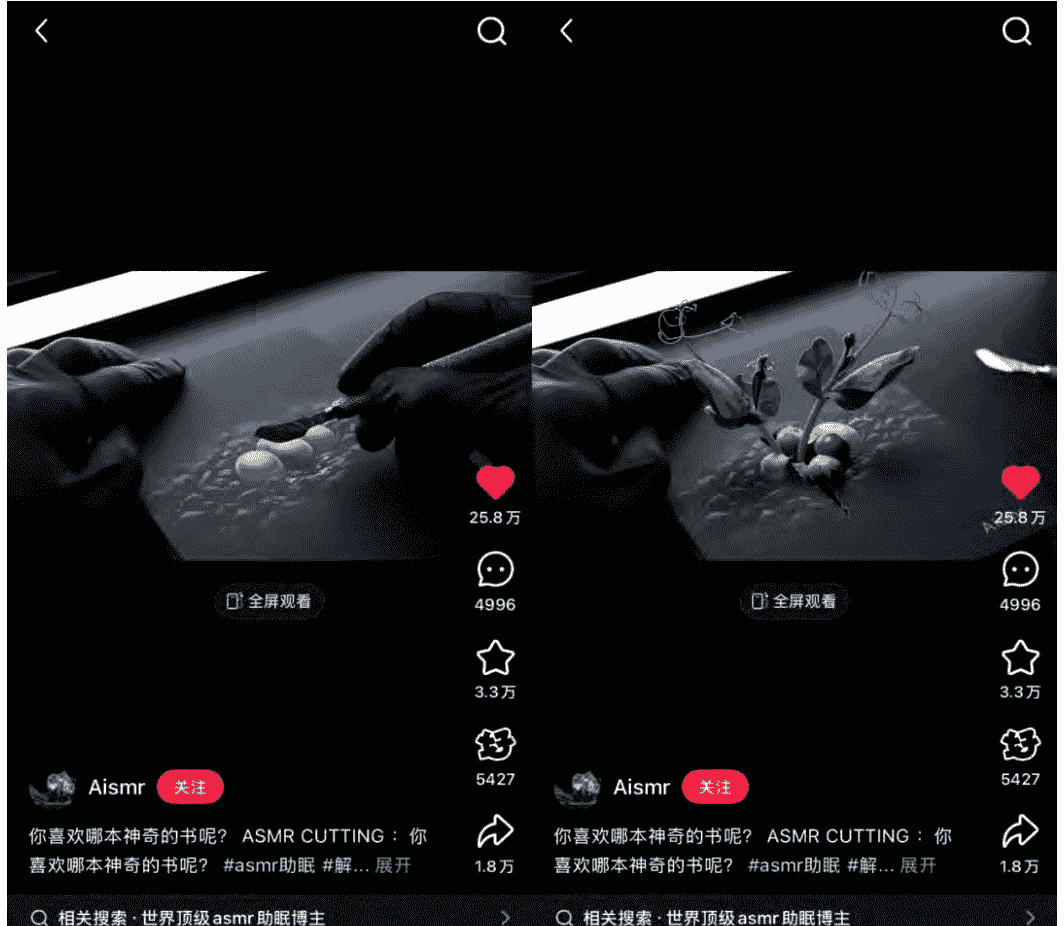 25.8万
25.8万
全屏观看
全屏观看
4996
4996
3.3万
3.3万
5427
5427
Aismr
关注
Aismr
关注
你喜欢哪本神奇的书呢? ASMR CUTTING : 你
喜欢哪本神奇的书呢? #asmr助眠 #解... 展开
你喜欢哪本神奇的书呢? ASMR CUTTING : 你
喜欢哪本神奇的书呢? #asmr助眠 #解... 展开
1.8万
1.8万
相关搜索 · 世界顶级asmr助眠博主
相关搜索 · 世界顶级asmr助眠博主